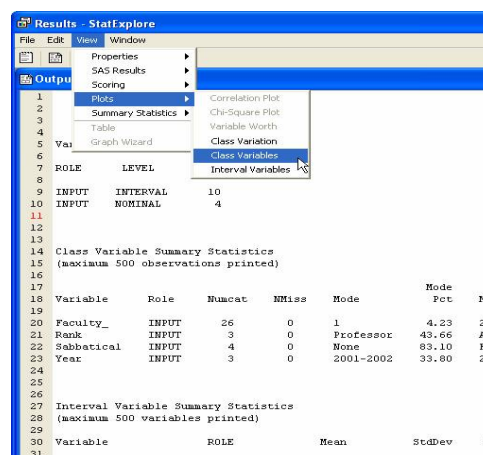 Results - StatExplore
File Edit View Window
Properties
SAS Results
Scoring
Plots
Summary Statistics
Table
Graph Wizard
Correlation Plot
Chi-Square Plot
Variable Worth
Class Variation
Class Variables
Interval Variables
Outpu
1
2
3
4
5 Va
6
7 ROLE LEVEL
8
9 INPUT INTERVAL 10
10 INPUT NOMINAL 4
11
12
13
14 Class Variable Summary Statistics
15 (maximum 500 observations printed)
16
17 Mode
18 Variable Role Numcat NMiss Mode Pct
19
20 Faculty_ INPUT 26 0 1 4.23 2
21 Rank INPUT 3 0 Professor 43.66
22 Sabbatical INPUT 4 0 None 83.10
23 Year INPUT 3 0 2001-2002 33.80 2
24
25
26
27 Interval Variable Summary Statistics
28 (maximum 500 variables printed)
29
30 Variable ROLE Mean StdDev
31